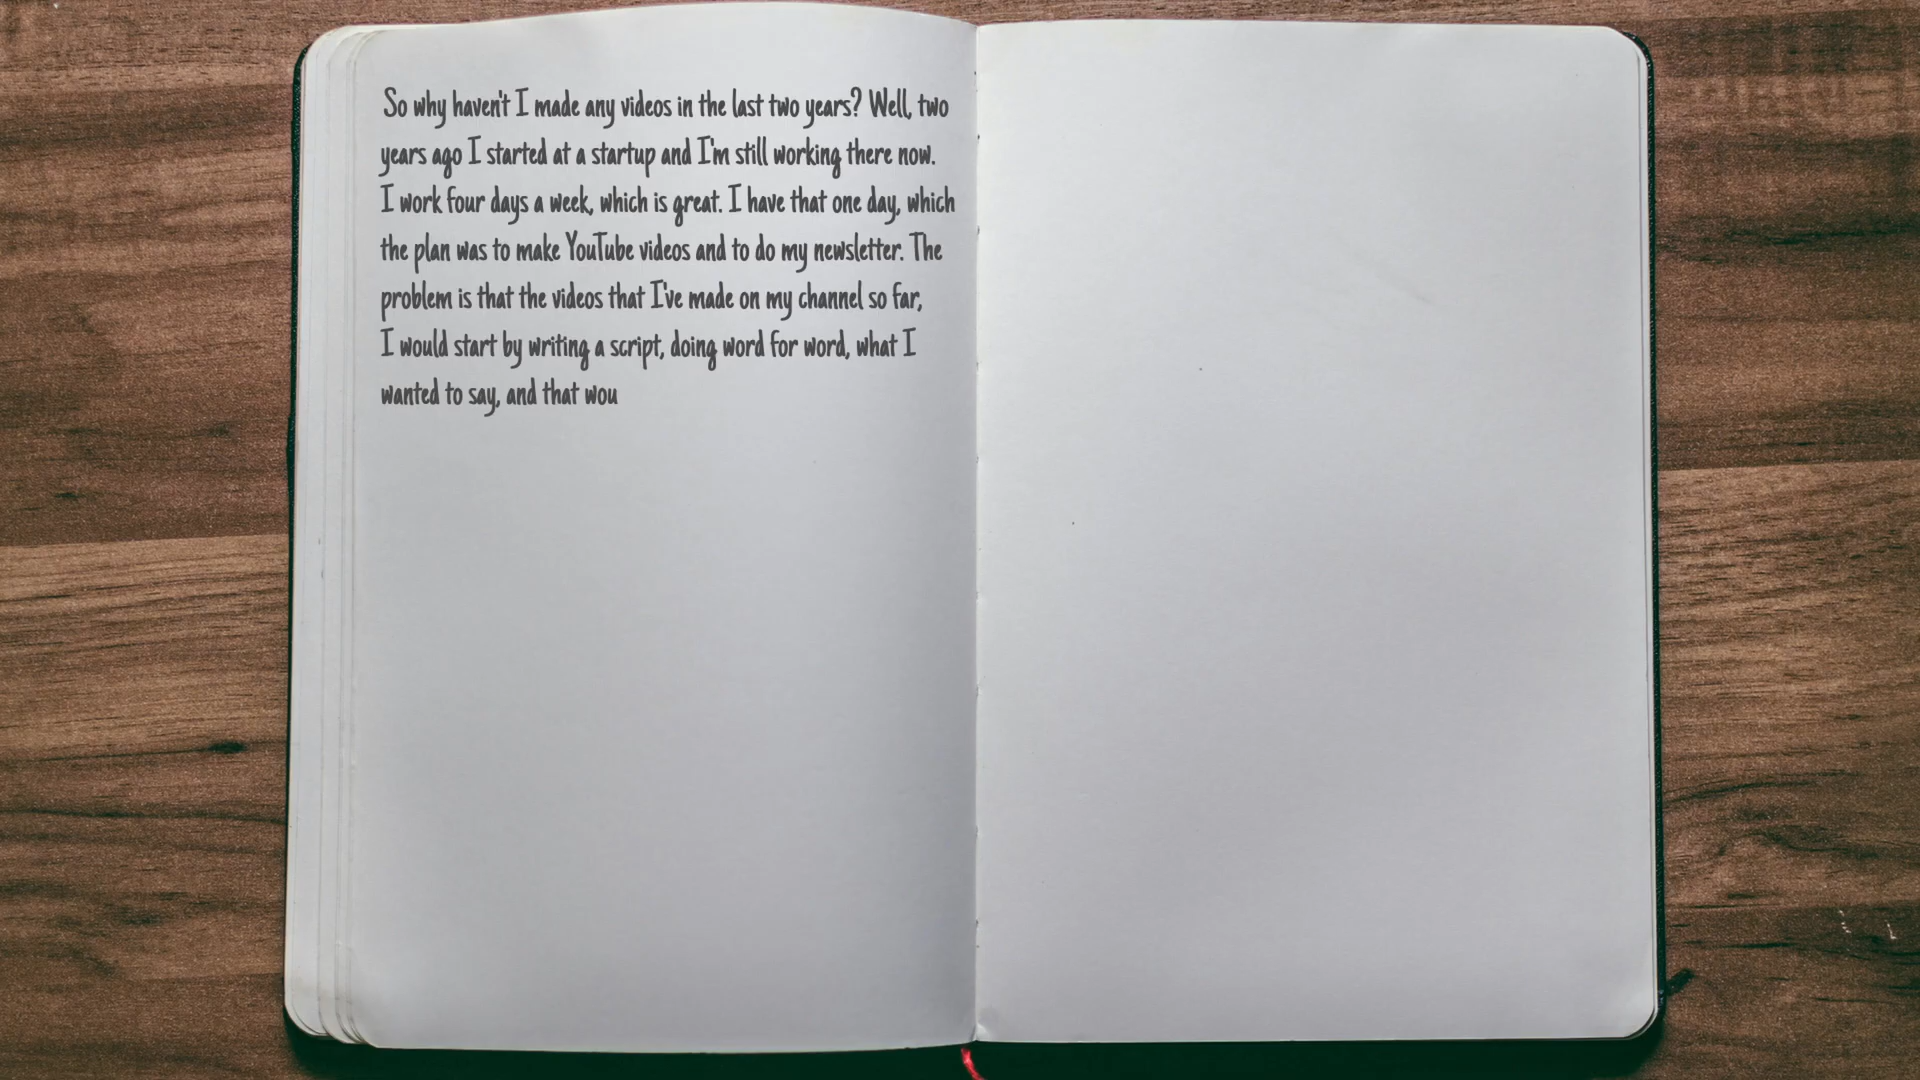 So why haven't I made any videos in the last two years? Well, two
years ago I started at a startup and I'm still working there now.
I work four days a week, which is great. I have that one day, which
the plan was to make YouTube videos and to do my newsletter. The
problem is that the videos that I've made on my channel so far,
I would start by writing a script, doing word for word, what I
wanted to say, and that wou